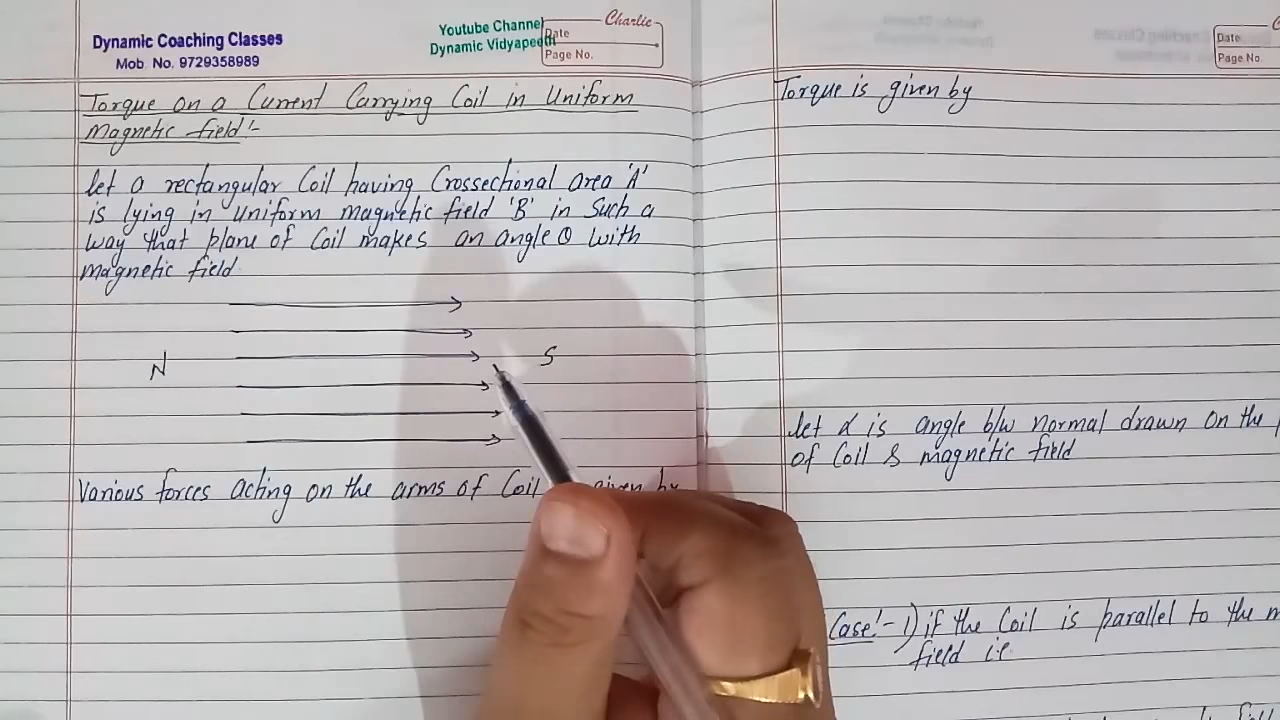 Dynamic Coaching Classes
Mob. No. 9729358989
Youtube Channel
Dynamic Vidyapeeth
Charlie
Date
Page No.
Torque on a Current Carrying Coil in Uniform
Magnetic field:-
let a rectangular Coil having Crossectional area 'A'
is lying in uniform magnetic field 'B' in Such a
way that plane of Coil makes an angle θ with
magnetic field.
N S
Various forces acting on the arms of Coil given by
Date
Page No.
Torque is given by
let α is angle b/w normal drawn on the
of Coil & magnetic field
Case:- 1) if the Coil is parallel to the
field i.e